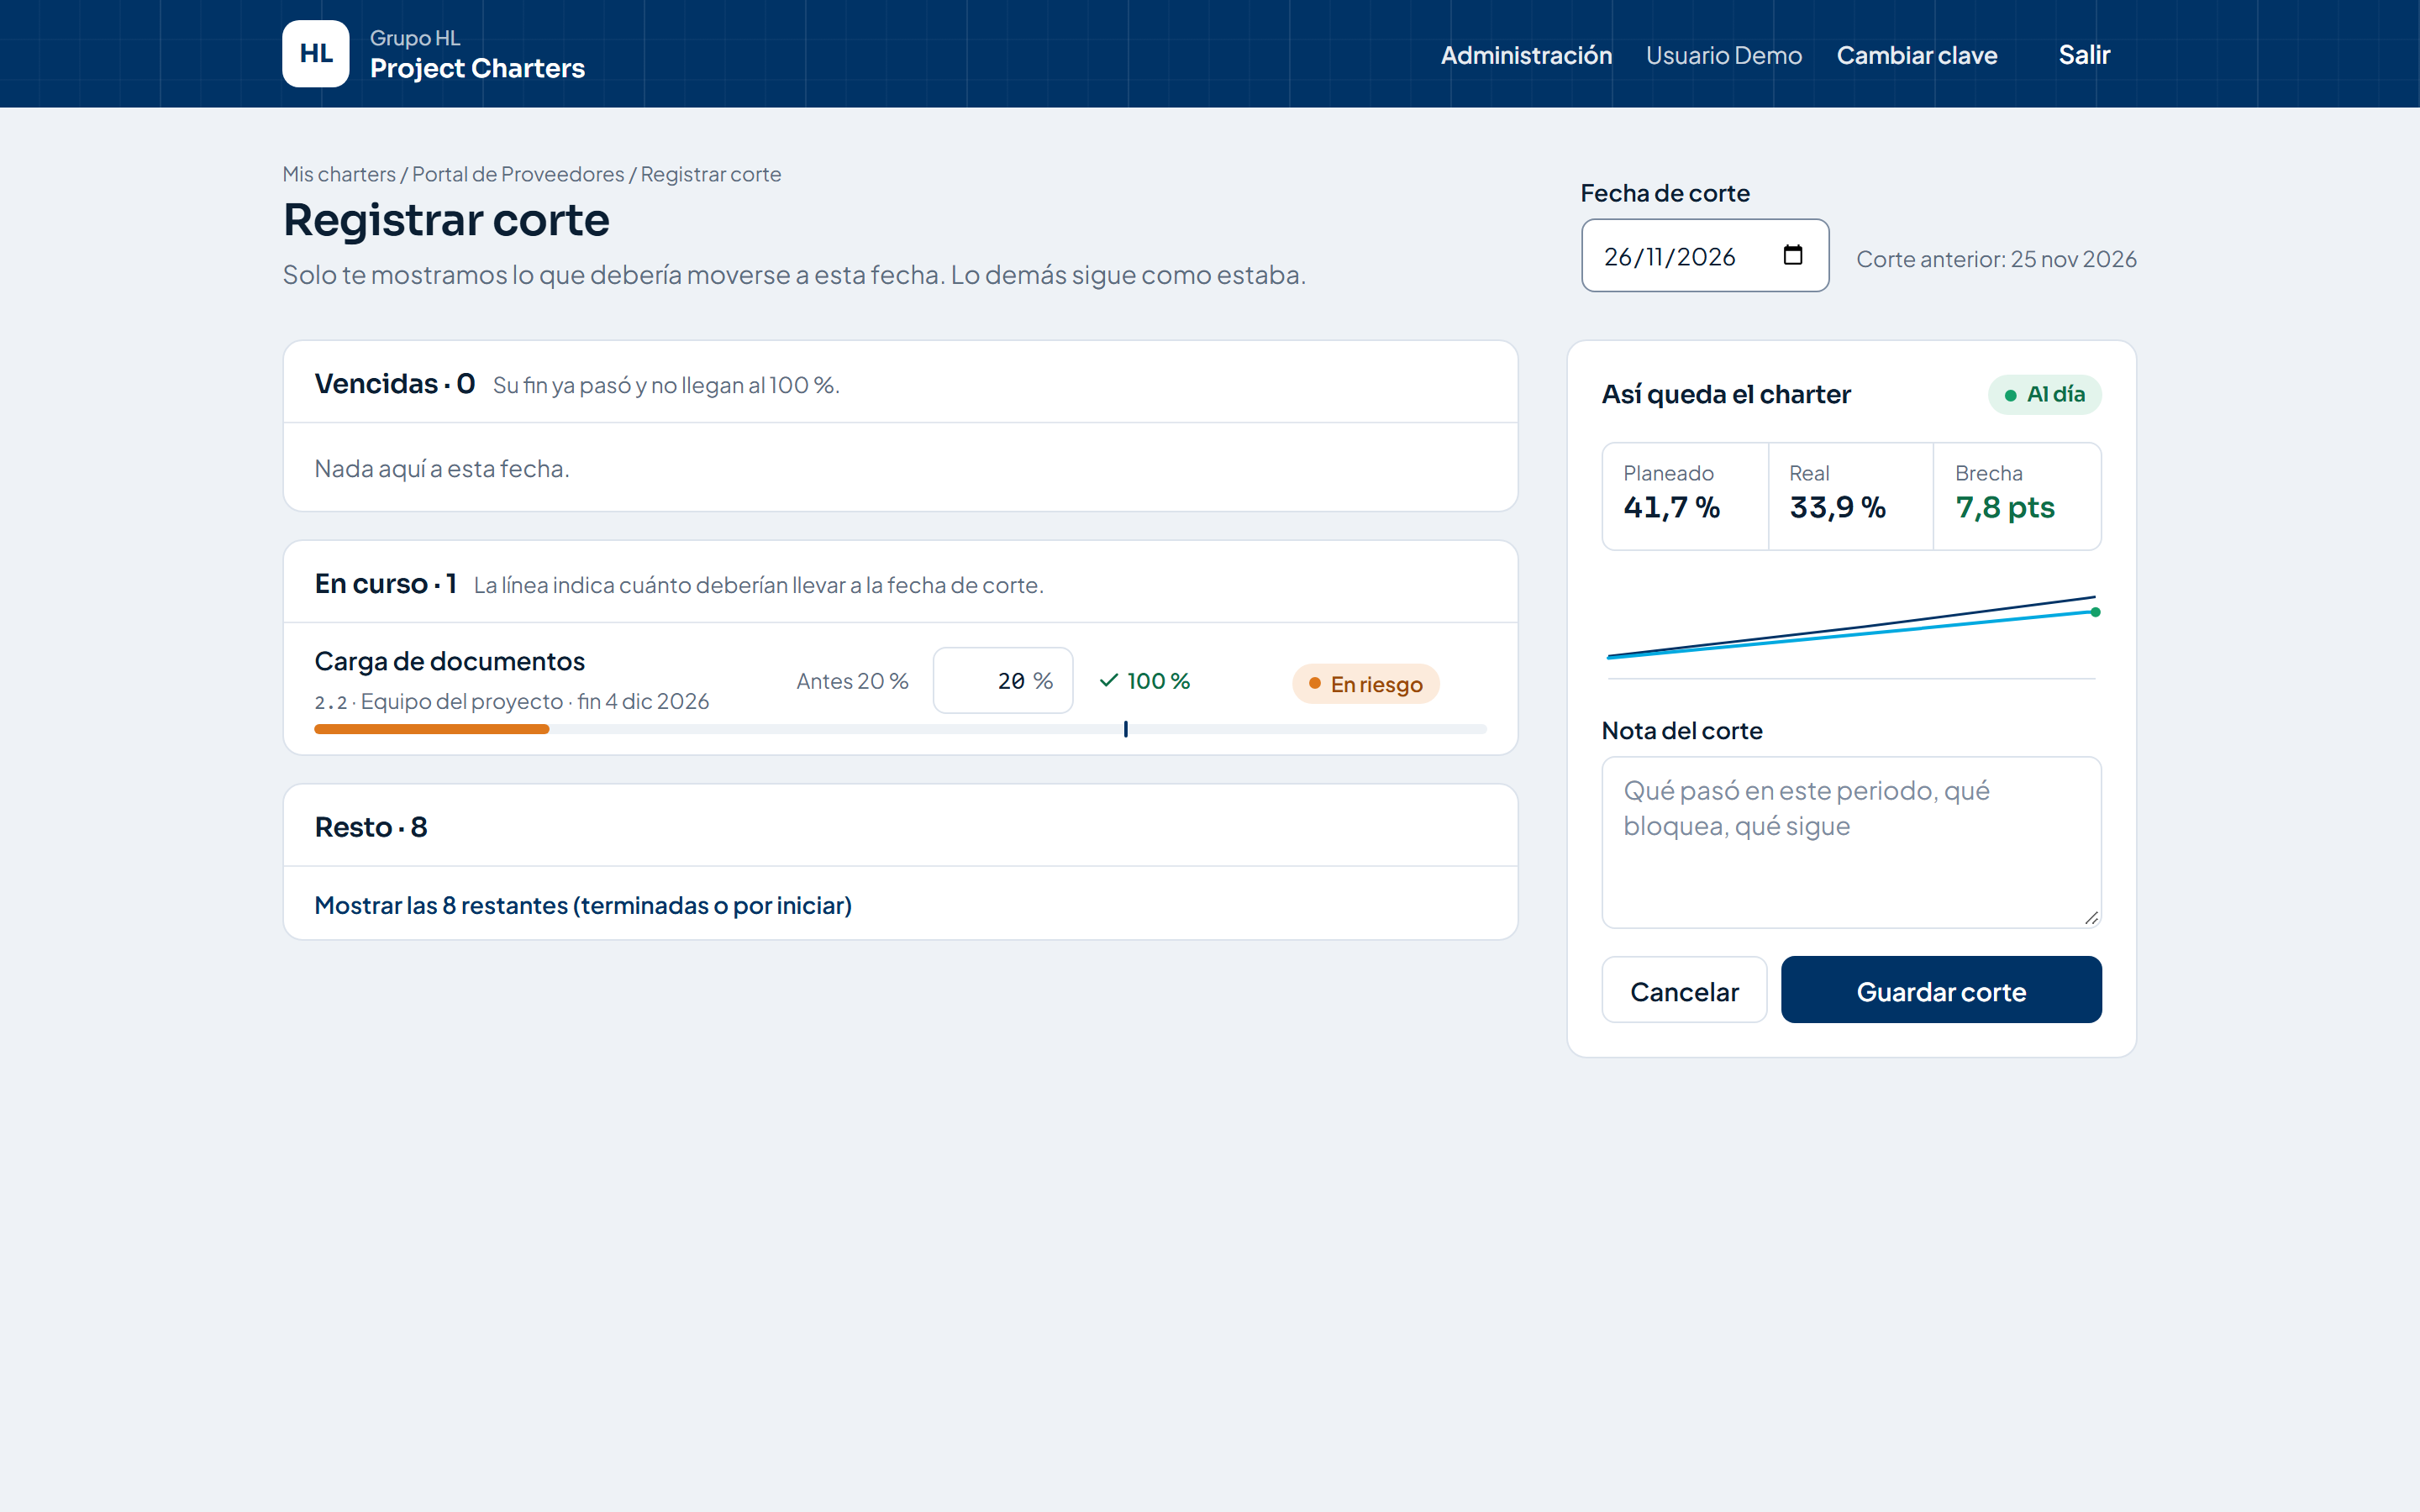 HL
Grupo HL
Project Charters
Administración
Usuario Demo
Cambiar clave
Salir
Mis charters / Portal de Proveedores / Registrar corte
Registrar corte
Solo te mostramos lo que debería moverse a esta fecha. Lo demás sigue como estaba.
Fecha de corte
26/11/2026
Corte anterior: 25 nov 2026
Vencidas · 0 Su fin ya pasó y no llegan al 100 %.
Nada aquí a esta fecha.
En curso · 1 La línea indica cuánto deberían llevar a la fecha de corte.
Carga de documentos
2.2 · Equipo del proyecto · fin 4 dic 2026
Antes 20 %
20 %
✓ 100 %
En riesgo
Resto · 8
Mostrar las 8 restantes (terminadas o por iniciar)
Así queda el charter
Al día
Planeado
41,7 %
Real
33,9 %
Brecha
7,8 pts
Nota del corte
Qué pasó en este periodo, qué
bloquea, qué sigue
Cancelar
Guardar corte